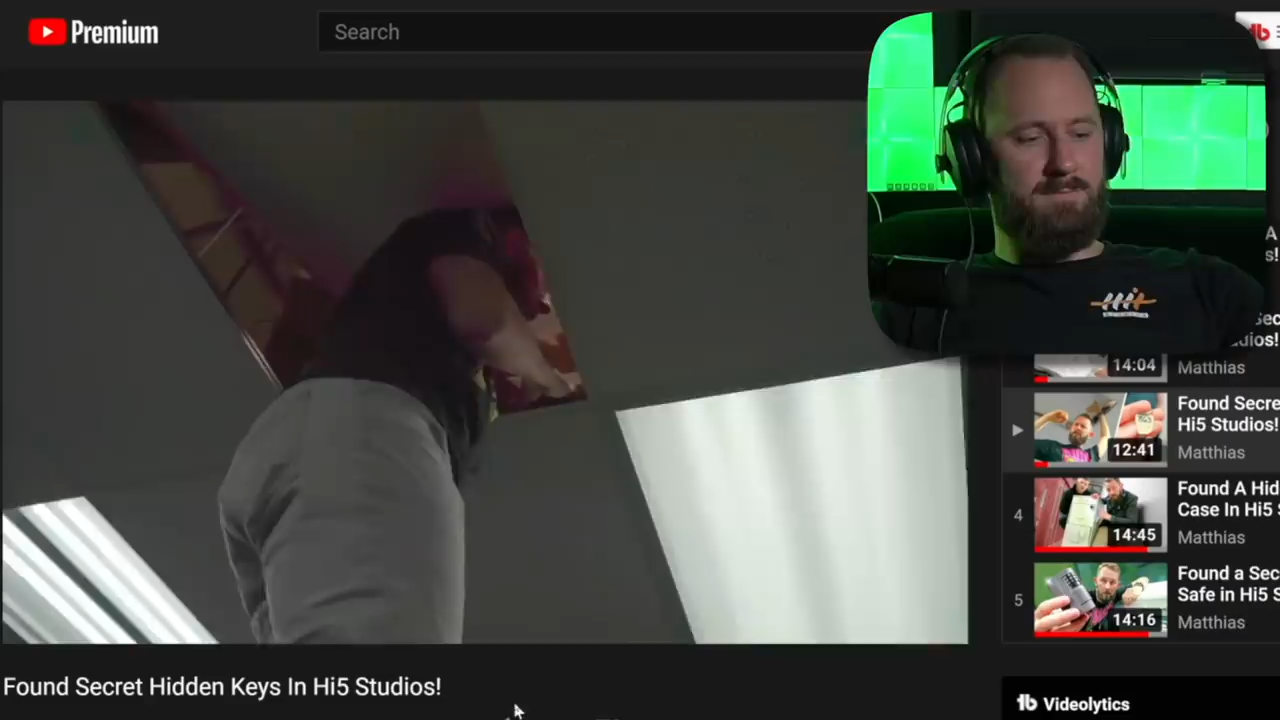 Premium
Search
14:04
Matthias
Found Secre
Hi5 Studios!
12:41
Matthias
4
Found A Hid
Case In Hi5
14:45
Matthias
5
Found a Sec
Safe in Hi5 S
14:16
Matthias
Found Secret Hidden Keys In Hi5 Studios!
Videolytics